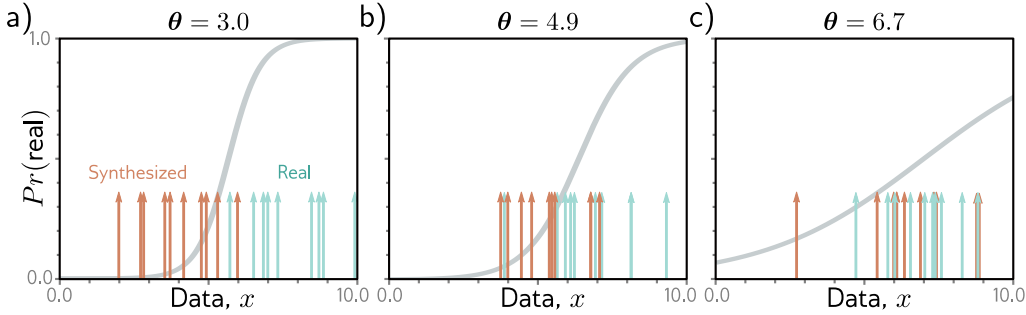 a) θ = 3.0
b) θ = 4.9
c) θ = 6.7
1.0
Pr(real)
Synthesized
Real
0.0
0.0 Data, x 10.0
0.0 Data, x 10.0
0.0 Data, x 10.0